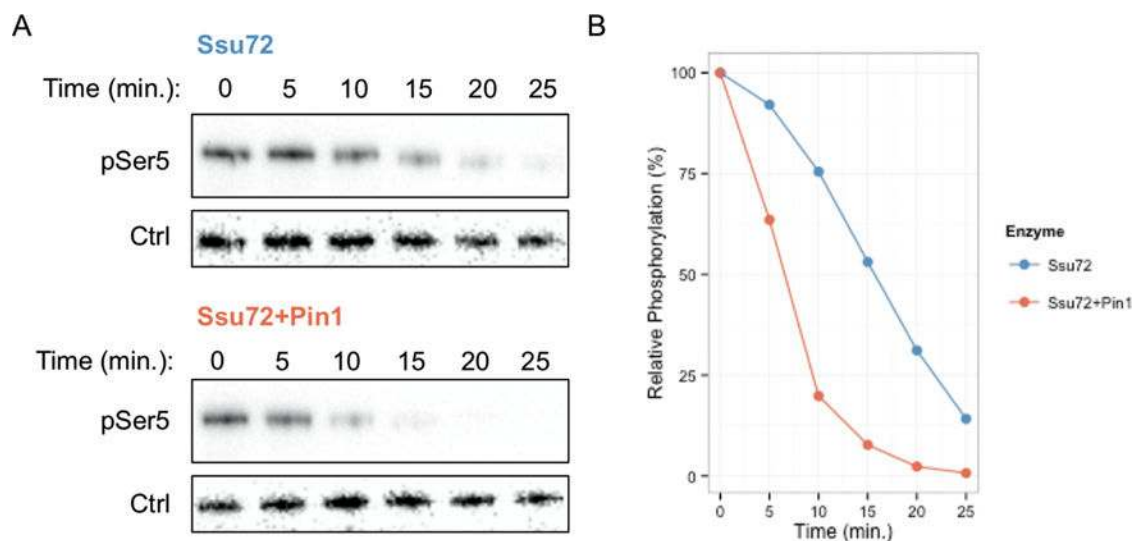 A
Ssu72
Time (min.): 0 5 10 15 20 25
pSer5
Ctrl
Ssu72+Pin1
Time (min.): 0 5 10 15 20 25
pSer5
Ctrl
B
Relative Phosphorylation (%)
100
75
50
25
0
0 5 10 15 20 25
Time (min.)
Enzyme
Ssu72
Ssu72+Pin1